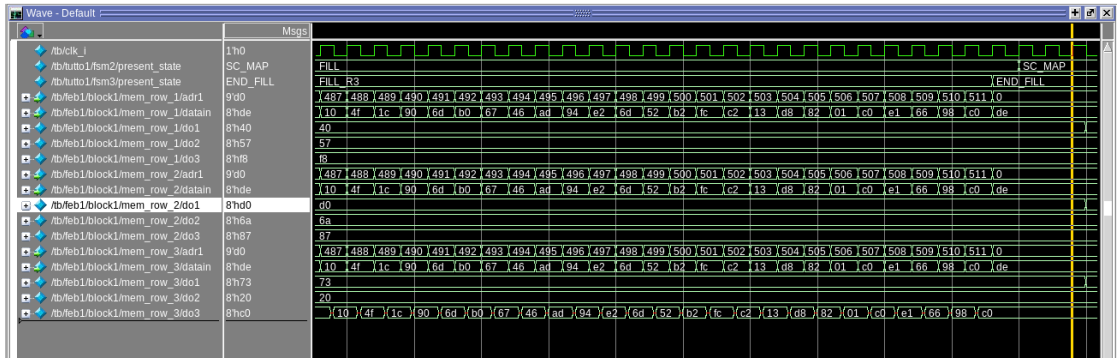 Wave - Default
Msgs
/tb/clk_i 1'h0
/tb/tutto1/fsm2/present_state SC_MAP FILL SC_MAP
/tb/tutto1/fsm3/present_state END_FILL FILL_R3 END_FILL
/tb/feb1/block1/mem_row_1/adr1 9'd0 487 488 489 490 491 492 493 494 495 496 497 498 499 500 501 502 503 504 505 506 507 508 509 510 511 0
/tb/feb1/block1/mem_row_1/datain 8'hde 10 4f 1c 90 6d b0 67 46 ad 94 e2 6d 52 b2 fc c2 13 d8 82 01 c0 e1 66 98 c0 de
/tb/feb1/block1/mem_row_1/do1 8'h40 40
/tb/feb1/block1/mem_row_1/do2 8'h57 57
/tb/feb1/block1/mem_row_1/do3 8'hf8 f8
/tb/feb1/block1/mem_row_2/adr1 9'd0 487 488 489 490 491 492 493 494 495 496 497 498 499 500 501 502 503 504 505 506 507 508 509 510 511 0
/tb/feb1/block1/mem_row_2/datain 8'hde 10 4f 1c 90 6d b0 67 46 ad 94 e2 6d 52 b2 fc c2 13 d8 82 01 c0 e1 66 98 c0 de
/tb/feb1/block1/mem_row_2/do1 8'hd0 d0
/tb/feb1/block1/mem_row_2/do2 8'h6a 6a
/tb/feb1/block1/mem_row_2/do3 8'h87 87
/tb/feb1/block1/mem_row_3/adr1 9'd0 487 488 489 490 491 492 493 494 495 496 497 498 499 500 501 502 503 504 505 506 507 508 509 510 511 0
/tb/feb1/block1/mem_row_3/datain 8'hde 10 4f 1c 90 6d b0 67 46 ad 94 e2 6d 52 b2 fc c2 13 d8 82 01 c0 e1 66 98 c0 de
/tb/feb1/block1/mem_row_3/do1 8'h73 73
/tb/feb1/block1/mem_row_3/do2 8'h20 20
/tb/feb1/block1/mem_row_3/do3 8'hc0 10 4f 1c 90 6d b0 67 46 ad 94 e2 6d 52 b2 fc c2 13 d8 82 01 c0 e1 66 98 c0